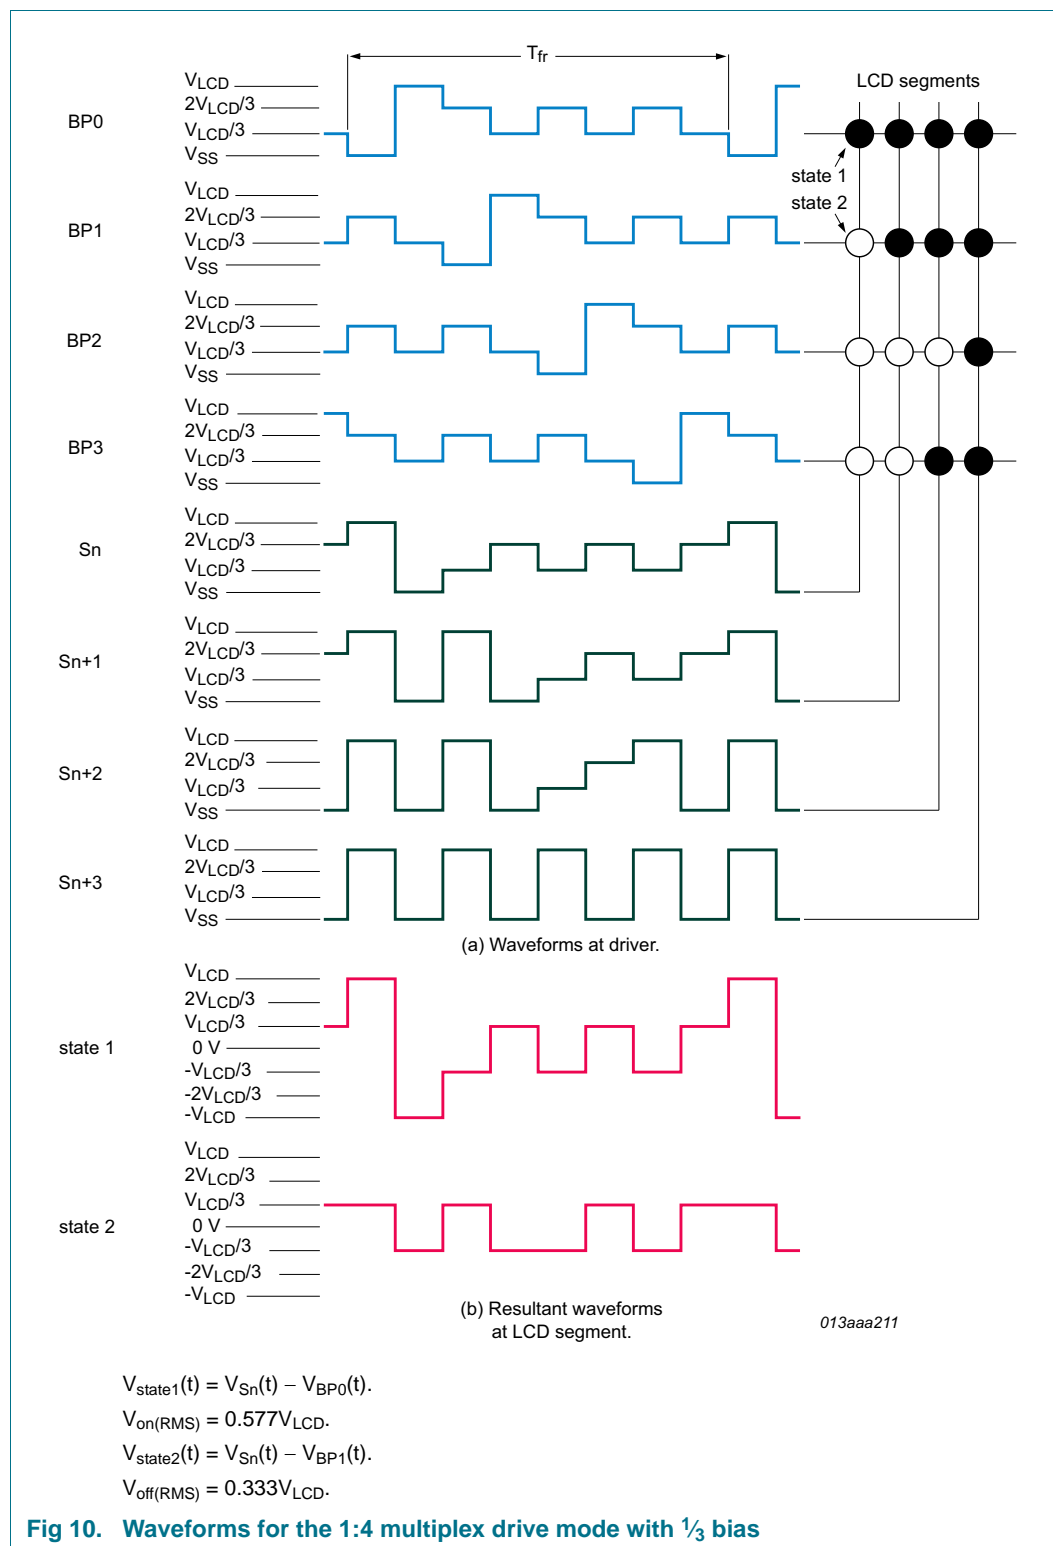 Tfr
LCD segments
BP0
VLCD
2VLCD/3
VLCD/3
VSS
state 1
state 2
BP1
VLCD
2VLCD/3
VLCD/3
VSS
BP2
VLCD
2VLCD/3
VLCD/3
VSS
BP3
VLCD
2VLCD/3
VLCD/3
VSS
Sn
VLCD
2VLCD/3
VLCD/3
VSS
Sn+1
VLCD
2VLCD/3
VLCD/3
VSS
Sn+2
VLCD
2VLCD/3
VLCD/3
VSS
Sn+3
VLCD
2VLCD/3
VLCD/3
VSS
(a) Waveforms at driver.
state 1
VLCD
2VLCD/3
VLCD/3
0 V
-VLCD/3
-2VLCD/3
-VLCD
state 2
VLCD
2VLCD/3
VLCD/3
0 V
-VLCD/3
-2VLCD/3
-VLCD
(b) Resultant waveforms
at LCD segment.
013aaa211
Vstate1(t) = VSn(t) − VBP0(t).
Von(RMS) = 0.577VLCD.
Vstate2(t) = VSn(t) − VBP1(t).
Voff(RMS) = 0.333VLCD.
Fig 10. Waveforms for the 1:4 multiplex drive mode with 1⁄3 bias